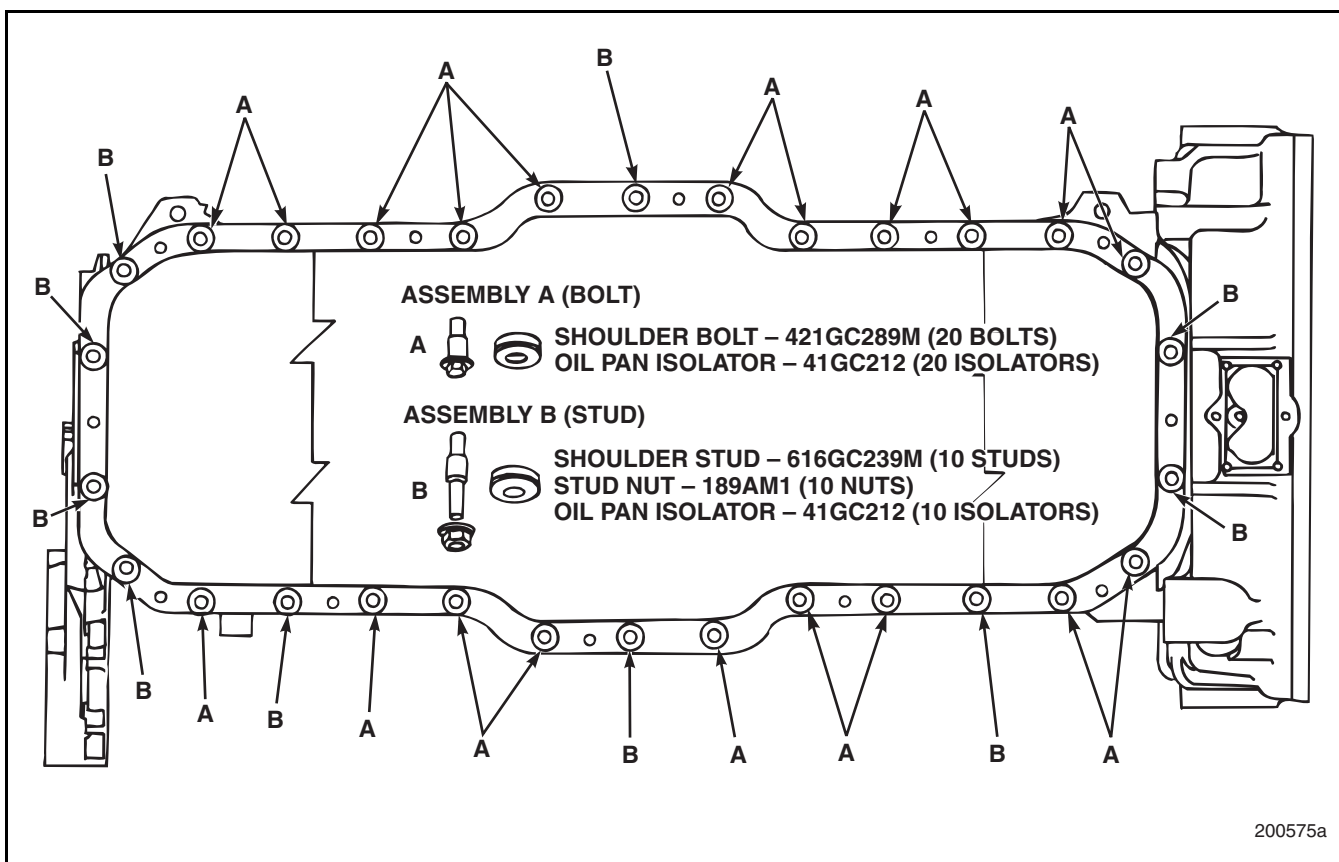 B
A
A
A
A
A
B
B
B
ASSEMBLY A (BOLT)
A
SHOULDER BOLT – 421GC289M (20 BOLTS)
OIL PAN ISOLATOR – 41GC212 (20 ISOLATORS)
ASSEMBLY B (STUD)
B
SHOULDER STUD – 616GC239M (10 STUDS)
STUD NUT – 189AM1 (10 NUTS)
OIL PAN ISOLATOR – 41GC212 (10 ISOLATORS)
B
B
B
A
B
A
A
B
A
A
B
A
200575a